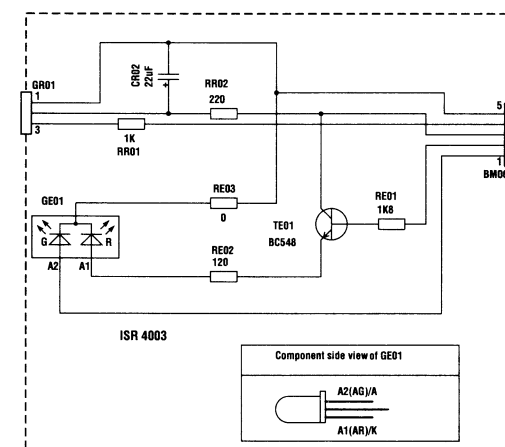 CR02
22uF
+
GR01
1
3
RR02
220
1K
RR01
5
1
BM06
GE01
G
R
A2
A1
RE03
0
TE01
BC548
RE01
1K8
RE02
120
ISR 4003
Component side view of GE01
A2(AG)/A
A1(AR)/K